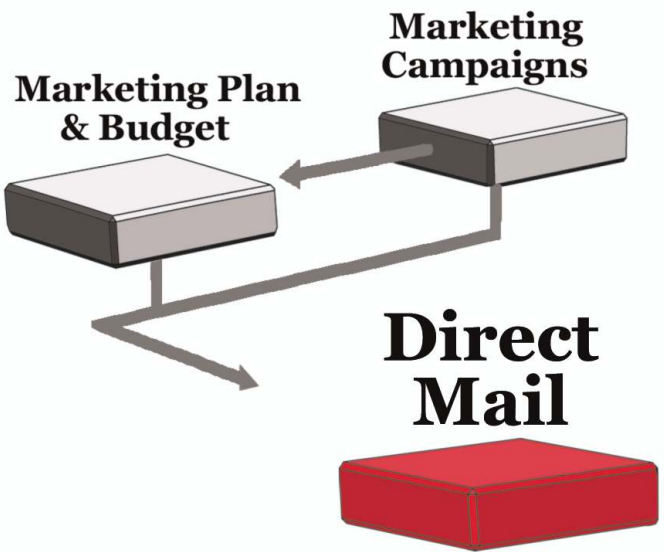 Marketing
Campaigns
Marketing Plan
& Budget
Direct
Mail